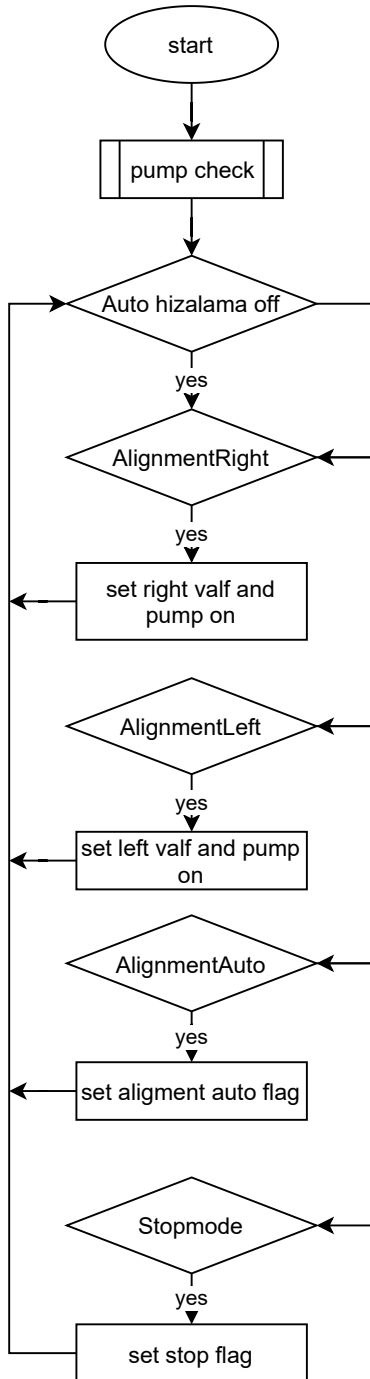 start
pump check
Auto hizalama off
yes
AlignmentRight
yes
set right valf and
pump on
AlignmentLeft
yes
set left valf and pump
on
AlignmentAuto
yes
set aligment auto flag
Stopmode
yes
set stop flag